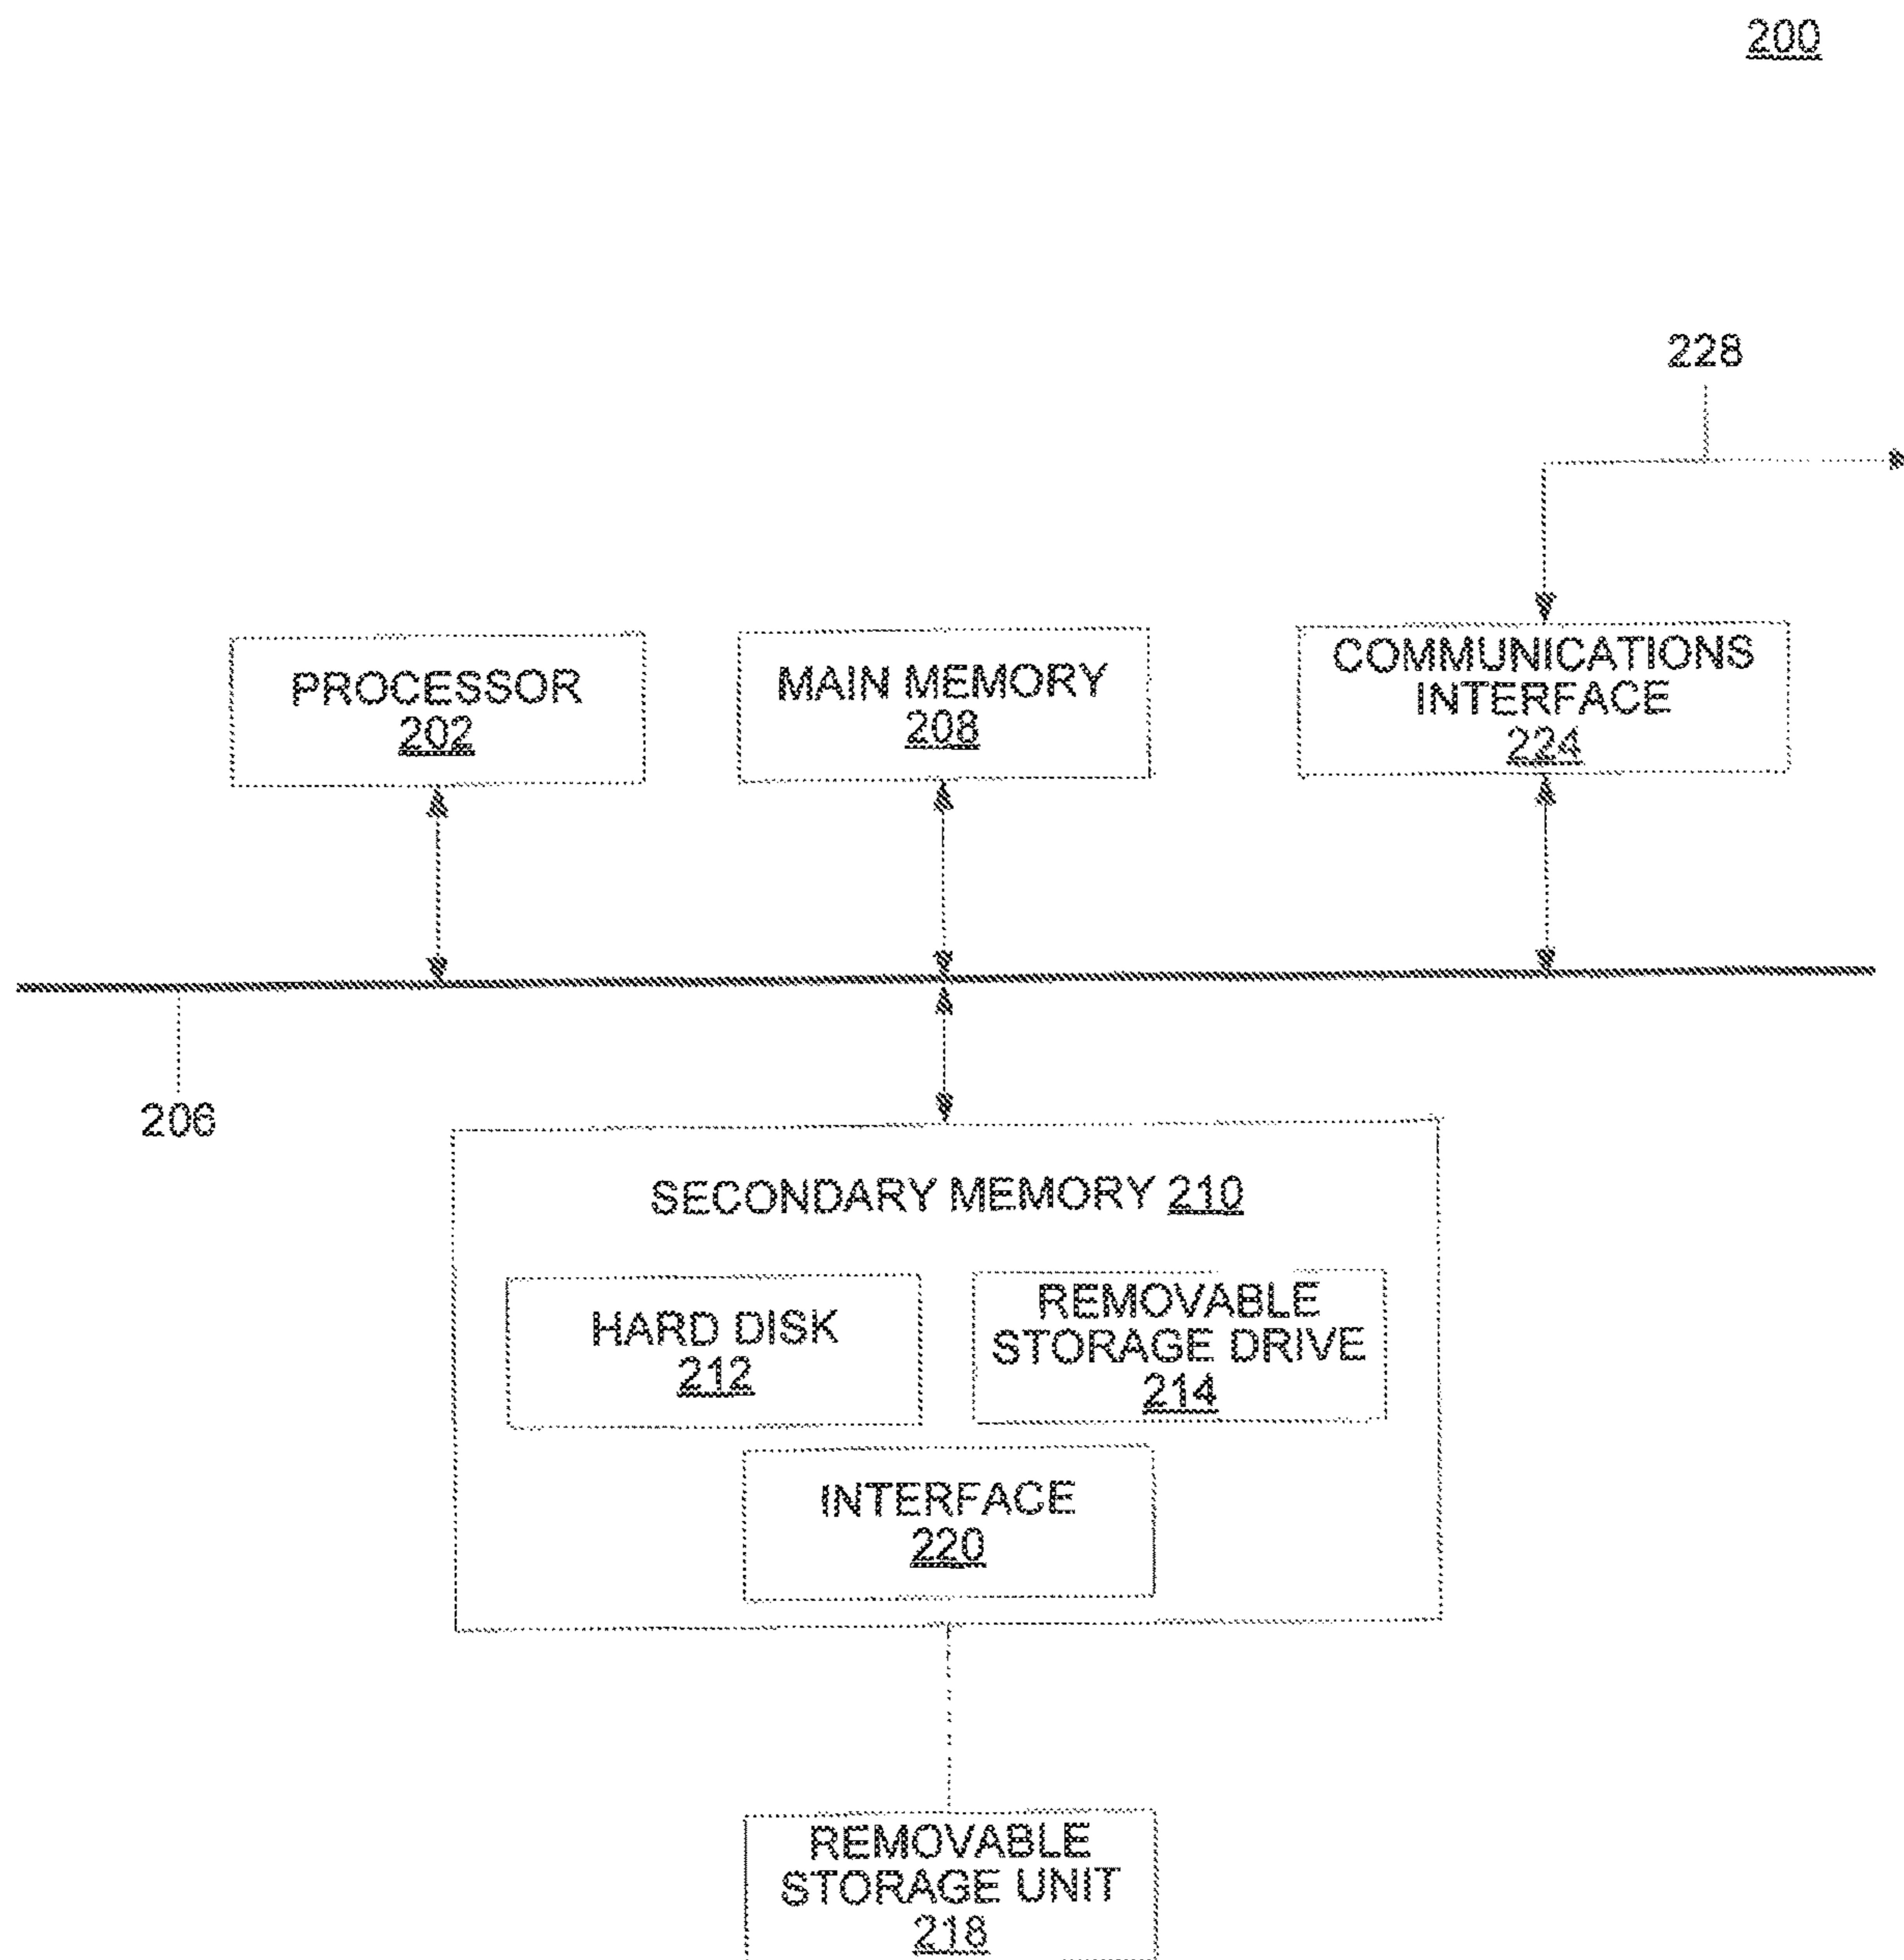 200
228
PROCESSOR
202
MAIN MEMORY
208
COMMUNICATIONS
INTERFACE
224
206
SECONDARY MEMORY 210
HARD DISK
212
REMOVABLE
STORAGE DRIVE
214
INTERFACE
220
REMOVABLE
STORAGE UNIT
218